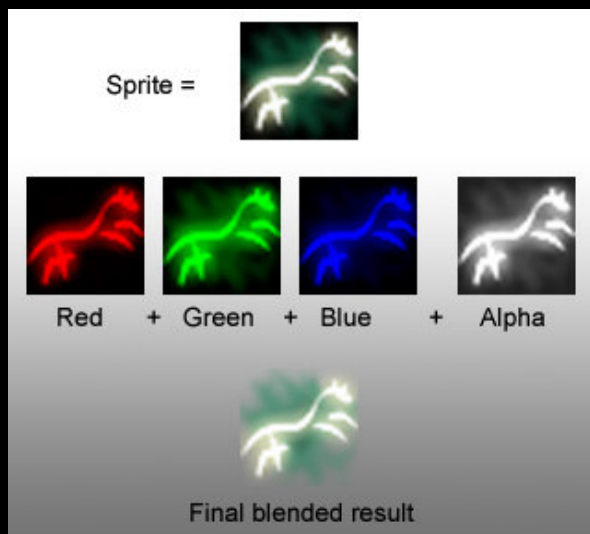 Sprite =
Red + Green + Blue + Alpha
Final blended result